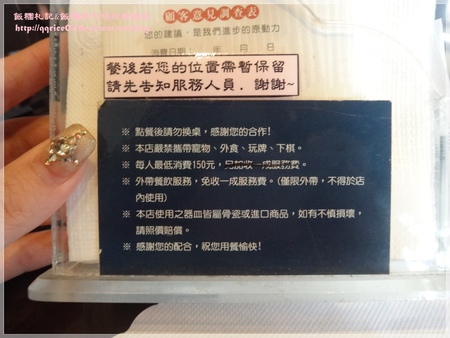 飯糰札記&飯
http://qqrice0
顧客意見調查表
您的建議，是我們進步的原動力
消費日期: 年 月 日
餐後若您的位置需暫保留
請先告知服務人員．謝謝~
※ 點餐後請勿換桌，感謝您的合作!
※ 本店嚴禁攜帶寵物、外食、玩牌、下棋。
※ 每人最低消費150元，另加收一成服務費。
※ 外帶餐飲服務，免收一成服務費。(僅限外帶，不得於店
內使用)
※ 本店使用之器皿皆屬骨瓷或進口商品，如有不慎損壞，
請照價賠償。
※ 感謝您的配合，祝您用餐愉快!